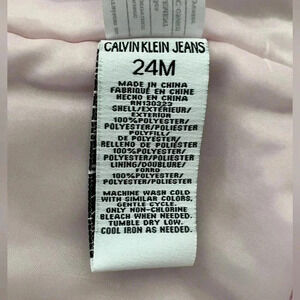 CALVIN KLEIN JEANS
24M
MADE IN CHINA
FABRIQUÉ EN CHINE
HECHO EN CHINA
RN130323
SHELL/EXTÉRIEUR/
EXTERIOR
100%POLYESTER/
POLYESTER/POLIÉSTER
POLYFILL/
DE POLYESTER/
RELLENO DE POLIÉSTER
100%POLYESTER/
POLYESTER/POLIÉSTER
LINING/DOUBLURE/
FORRO
100%POLYESTER/
POLYESTER/POLIÉSTER
MACHINE WASH COLD
WITH SIMILAR COLORS,
GENTLE CYCLE.
ONLY NON-CHLORINE
BLEACH WHEN NEEDED.
TUMBLE DRY LOW.
COOL IRON AS NEEDED.